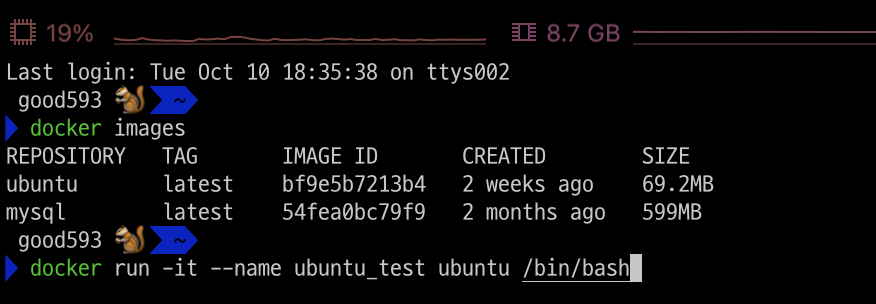 19% 8.7 GB
Last login: Tue Oct 10 18:35:38 on ttys002
good593 🐿️ ~
docker images
REPOSITORY TAG IMAGE ID CREATED SIZE
ubuntu latest bf9e5b7213b4 2 weeks ago 69.2MB
mysql latest 54fea0bc79f9 2 months ago 599MB
good593 🐿️ ~
docker run -it --name ubuntu_test ubuntu /bin/bash